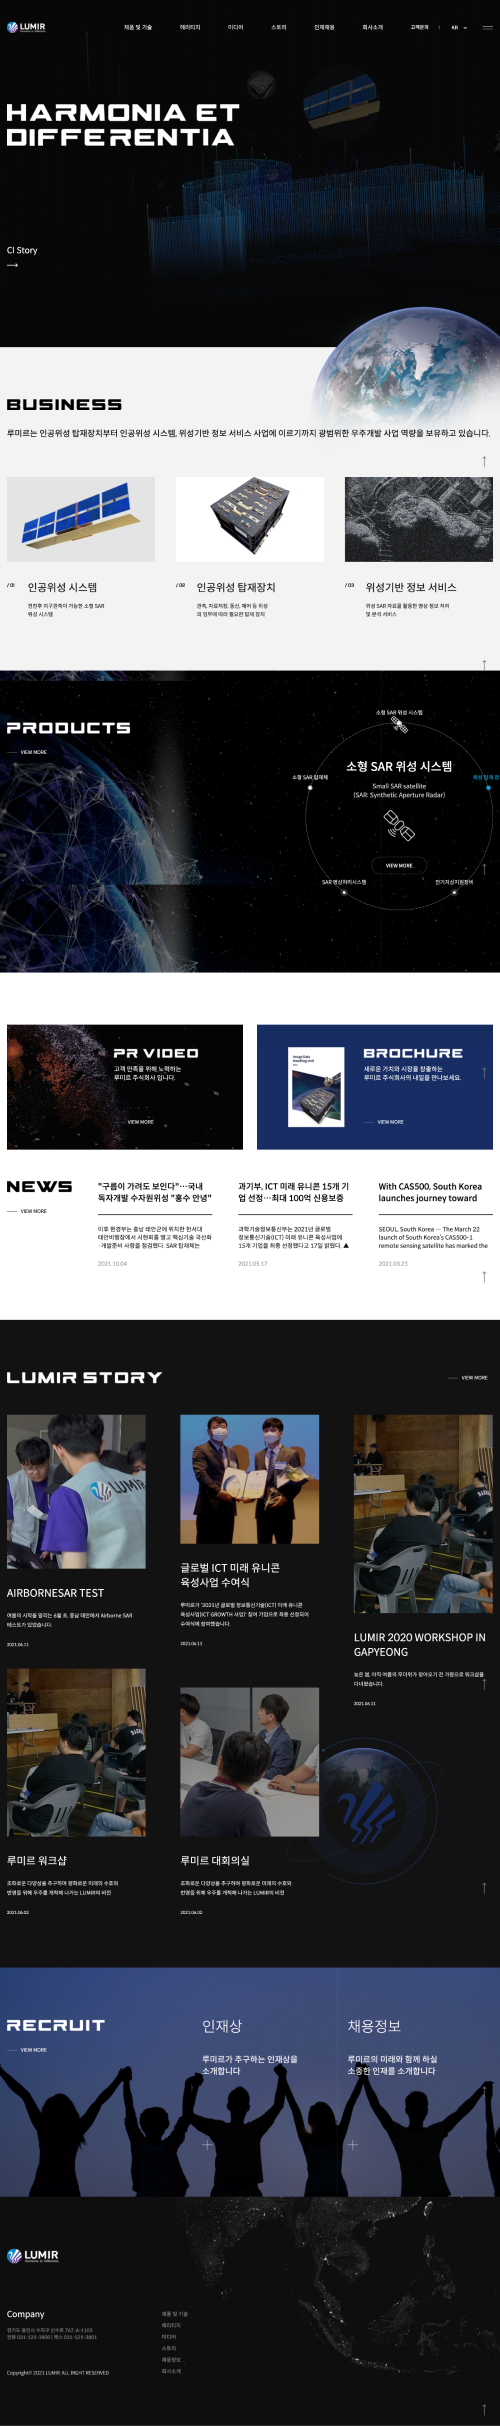 LUMIR
제품 및 기술
헤리티지
미디어
스토리
인재채용
회사소개
고객문의
KR
HARMONIA ET
DIFFERENTIA
CI Story
BUSINESS
루미르는 인공위성 탑재장치부터 인공위성 시스템, 위성기반 정보 서비스 사업에 이르기까지 광범위한 우주개발 사업 역량을 보유하고 있습니다.
/ 01
인공위성 시스템
전천후 지구관측이 가능한 소형 SAR
위성 시스템
/ 02
인공위성 탑재장치
관측, 자료저장, 통신, 제어 등 위성
의 임무에 따라 필요한 탑재 장치
/ 03
위성기반 정보 서비스
위성 SAR 자료를 활용한 영상 정보 처리
및 분석 서비스
PRODUCTS
VIEW MORE
소형 SAR 위성 시스템
소형 SAR 탑재체
위성 탑재 장
소형 SAR 위성 시스템
Small SAR satellite
(SAR: Synthetic Aperture Radar)
VIEW MORE
SAR 영상처리시스템
전기지상지원장비
PR VIDEO
고객 만족을 위해 노력하는
루미르 주식회사 입니다.
VIEW MORE
Image Data
Handling Unit
BROCHURE
새로운 가치와 시장을 창출하는
루미르 주식회사의 내일을 만나보세요.
VIEW MORE
NEWS
VIEW MORE
"구름이 가려도 보인다"…국내
독자개발 수자원위성 "홍수 안녕"
이후 환경부는 충남 태안군에 위치한 한서대
태안비행장에서 시현회를 열고 핵심기술 국산화
·개발준비 사항을 점검했다. SAR 탑재체는
2021.10.04
과기부, ICT 미래 유니콘 15개 기
업 선정…최대 100억 신용보증
과학기술정보통신부는 2021년 글로벌
정보통신기술(ICT) 미래 유니콘 육성사업에
15개 기업을 최종 선정했다고 17일 밝혔다. ▲
2021.05.17
With CAS500, South Korea
launches journey toward
SEOUL, South Korea — The March 22
launch of South Korea's CAS500-1
remote sensing satellite has marked the
2021.03.23
LUMIR STORY
VIEW MORE
LUMIR
AIRBORNESAR TEST
여름의 시작을 알리는 6월 초, 충남 태안에서 Airborne SAR
테스트가 있었습니다.
2021.06.11
글로벌 ICT 미래 유니콘
육성사업 수여식
루미르가 '2021년 글로벌 정보통신기술(ICT) 미래 유니콘
육성사업(ICT GROWTH 사업)' 참여 기업으로 최종 선정되어
수여식에 참여했습니다.
2021.06.11
LUMIR 2020 WORKSHOP IN
GAPYEONG
늦은 봄, 아직 여름의 무더위가 찾아오기 전 가평으로 워크샵을
다녀왔습니다.
2021.06.11
루미르 워크샵
조화로운 다양성을 추구하며 평화로운 미래의 수호와
번영을 위해 우주를 개척해 나가는 LUMIR의 비전
2021.06.02
루미르 대회의실
조화로운 다양성을 추구하며 평화로운 미래의 수호와
번영을 위해 우주를 개척해 나가는 LUMIR의 비전
2021.06.02
RECRUIT
VIEW MORE
인재상
루미르가 추구하는 인재상을
소개합니다
채용정보
루미르의 미래와 함께 하실
소중한 인재를 소개합니다
LUMIR
Company
경기도 용인시 수지구 신수로 767, A-1103
전화 031-525-3800 | 팩스 031-525-3801
Copyright© 2021 LUMIR. ALL RIGHT RESERVED.
제품 및 기술
헤리티지
미디어
스토리
채용정보
회사소개